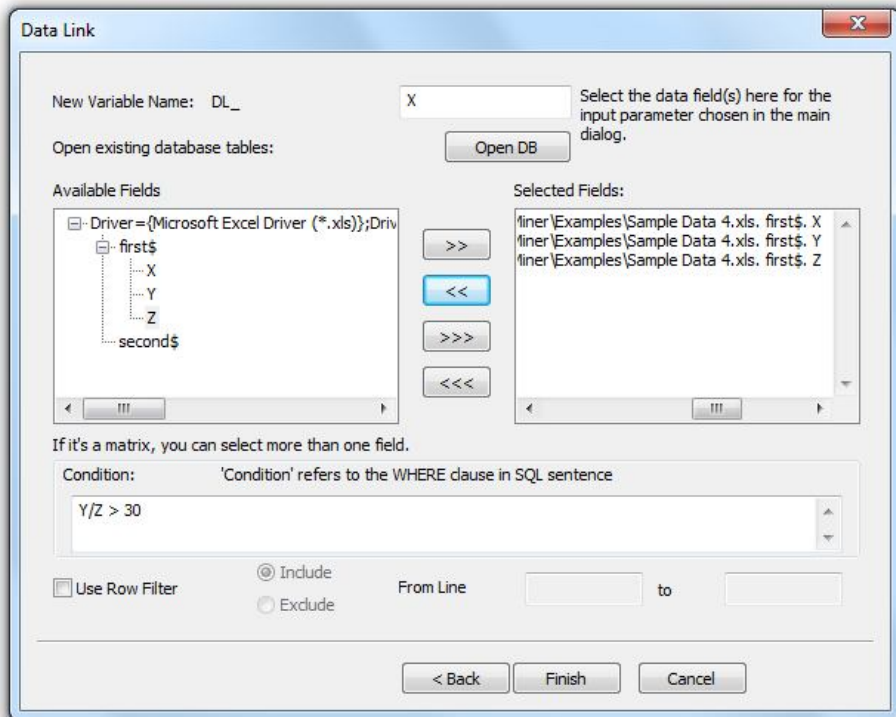 Data Link
New Variable Name: DL_
X
Select the data field(s) here for the
input parameter chosen in the main
dialog.
Open existing database tables:
Open DB
Available Fields
Driver={Microsoft Excel Driver (*.xls)};Driv
first$
X
Y
Z
second$
>>
<<
>>>
<<<
Selected Fields:
Miner\Examples\Sample Data 4.xls. first$. X
Miner\Examples\Sample Data 4.xls. first$. Y
Miner\Examples\Sample Data 4.xls. first$. Z
If it's a matrix, you can select more than one field.
Condition: 'Condition' refers to the WHERE clause in SQL sentence
Y/Z > 30
Use Row Filter
Include
Exclude
From Line
to
< Back
Finish
Cancel